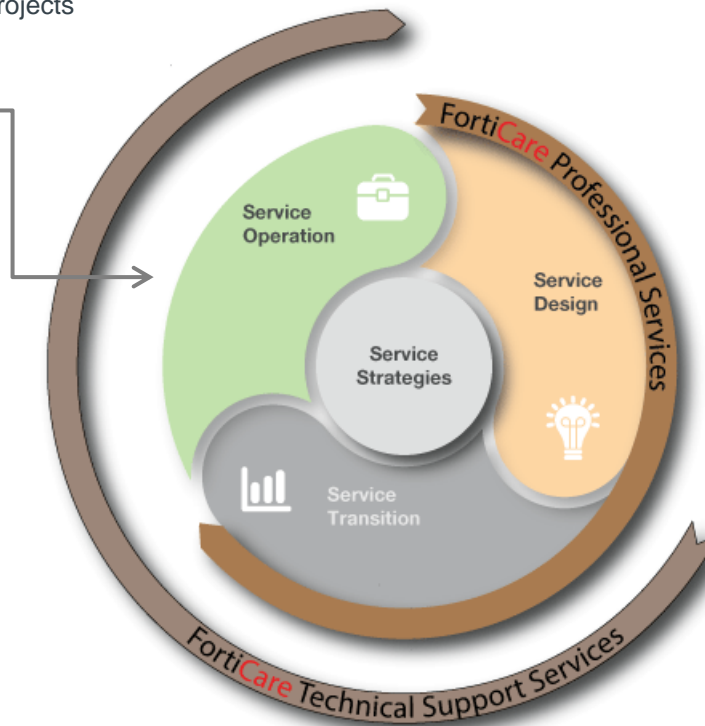 rojects
FortiCare Professional Services
Service
Operation
Service
Design
Service
Strategies
Service
Transition
FortiCare Technical Support Services